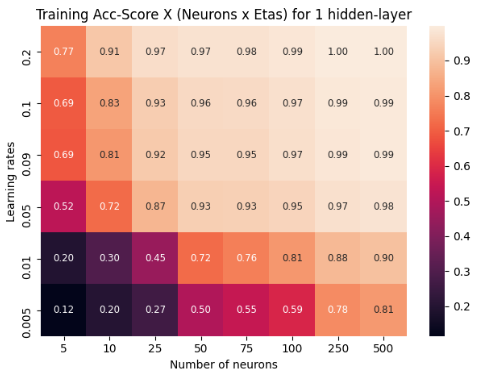 Training Acc-Score X (Neurons x Etas) for 1 hidden-layer
Learning rates
0.2 0.77 0.91 0.97 0.97 0.98 0.99 1.00 1.00
0.1 0.69 0.83 0.93 0.96 0.96 0.97 0.99 0.99
0.09 0.69 0.81 0.92 0.95 0.95 0.97 0.99 0.99
0.05 0.52 0.72 0.87 0.93 0.93 0.95 0.97 0.98
0.01 0.20 0.30 0.45 0.72 0.76 0.81 0.88 0.90
0.005 0.12 0.20 0.27 0.50 0.55 0.59 0.78 0.81
5 10 25 50 75 100 250 500
Number of neurons
0.9
0.8
0.7
0.6
0.5
0.4
0.3
0.2